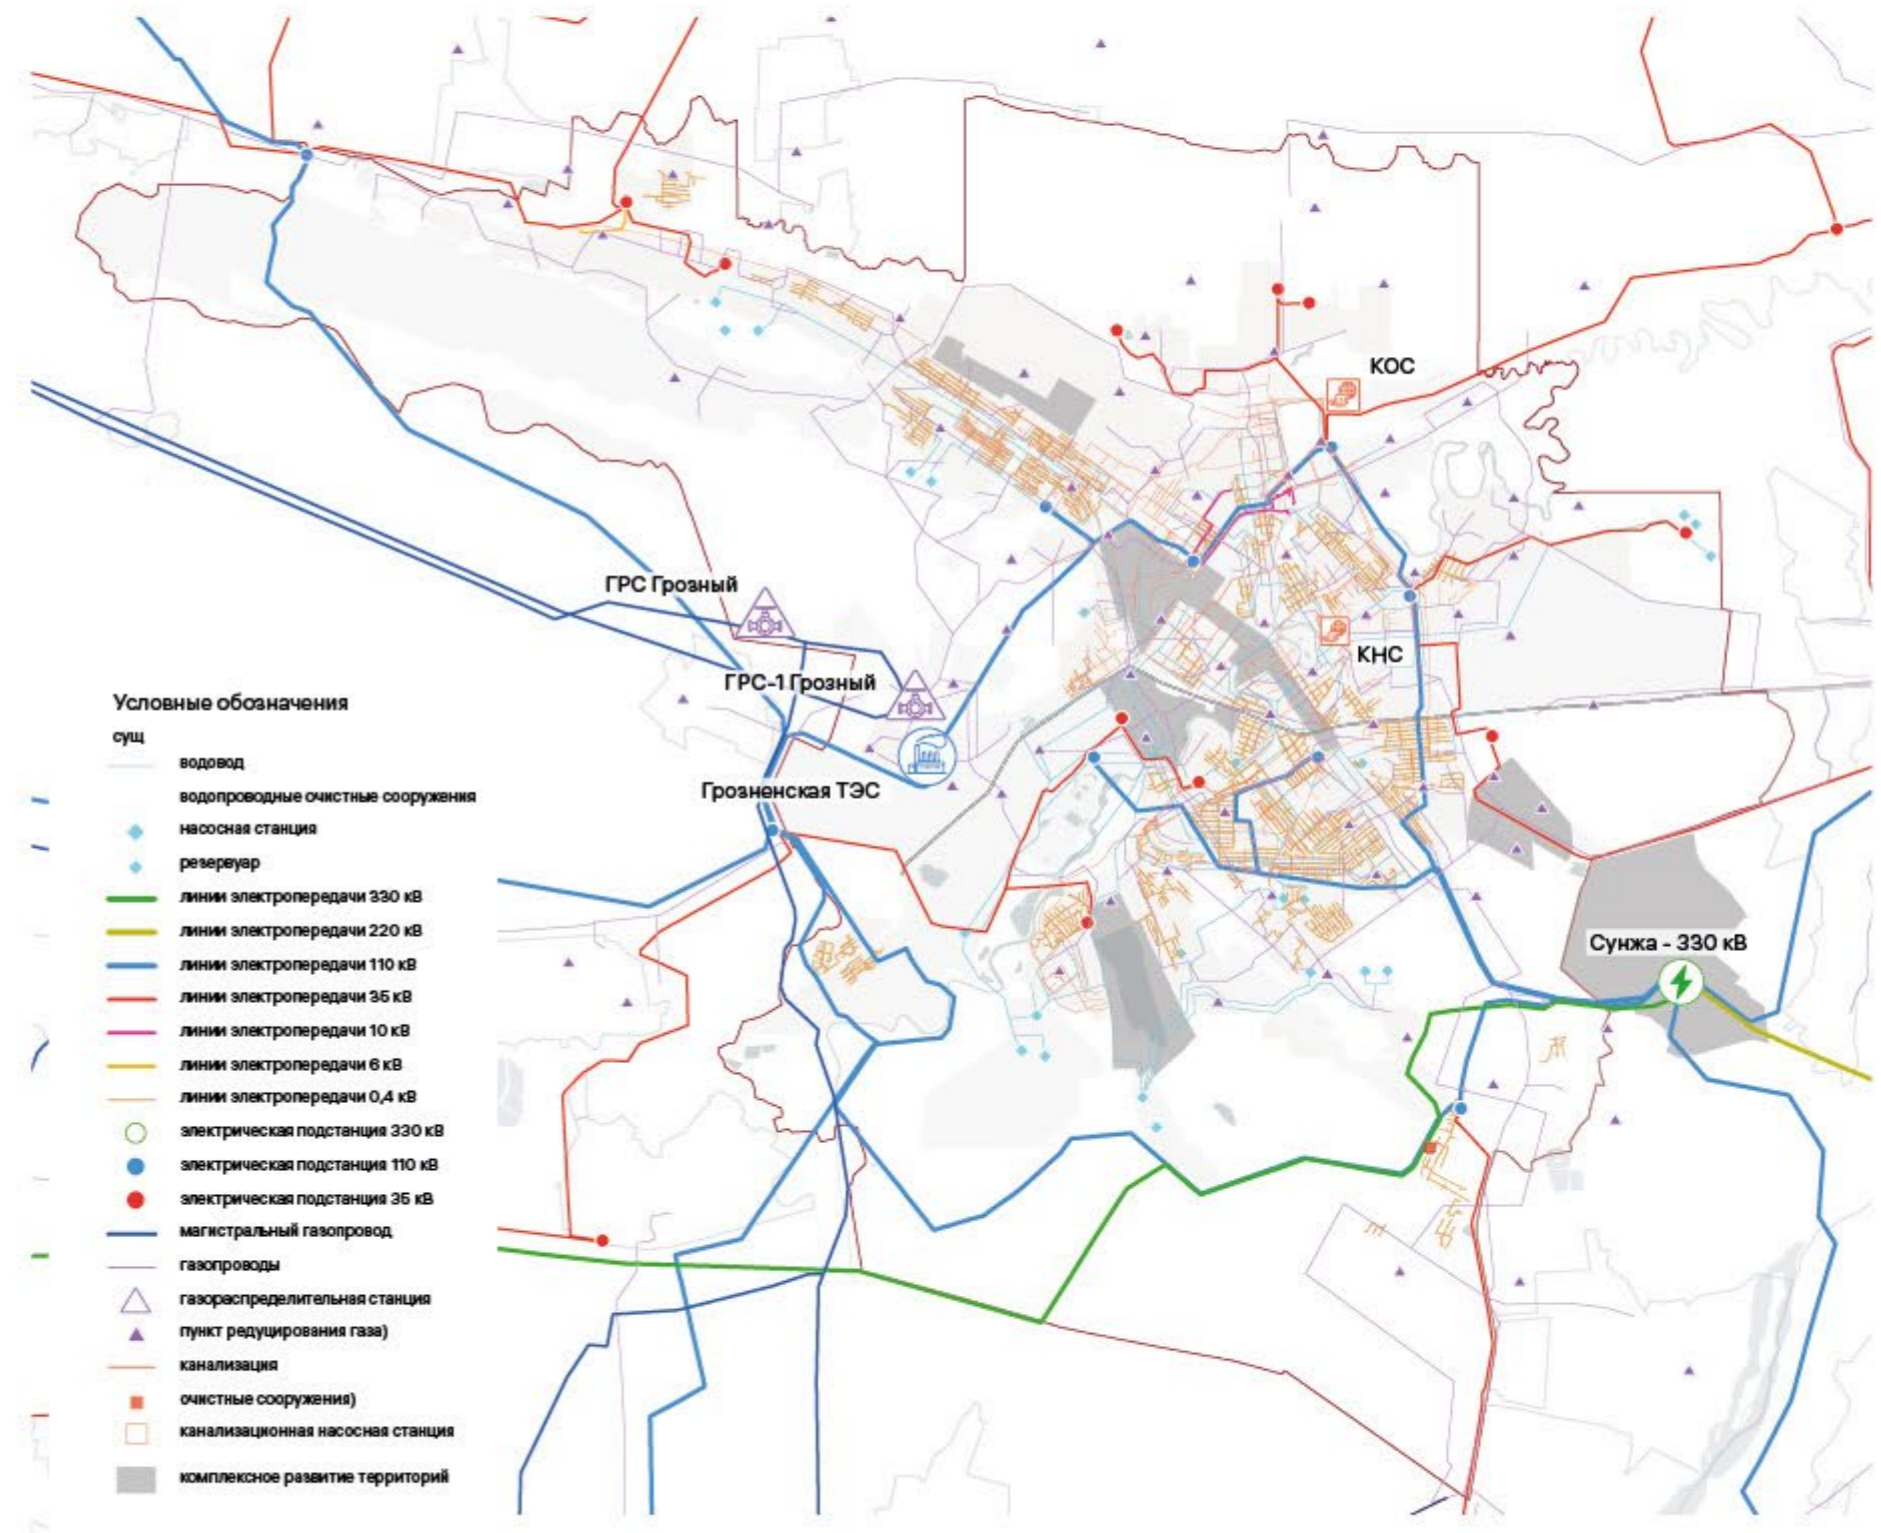 КОС
ГРС Грозный
КНС
ГРС-1 Грозный
Грозненская ТЭС
Сунжа - 330 кВ
Условные обозначения
сущ
водовод
водопроводные очистные сооружения
насосная станция
резервуар
линии электропередачи 330 кВ
линии электропередачи 220 кВ
линии электропередачи 110 кВ
линии электропередачи 35 кВ
линии электропередачи 10 кВ
линии электропередачи 6 кВ
линии электропередачи 0,4 кВ
электрическая подстанция 330 кВ
электрическая подстанция 110 кВ
электрическая подстанция 35 кВ
магистральный газопровод
газопроводы
газораспределительная станция
пункт редуцирования газа)
канализация
очистные сооружения)
канализационная насосная станция
комплексное развитие территорий